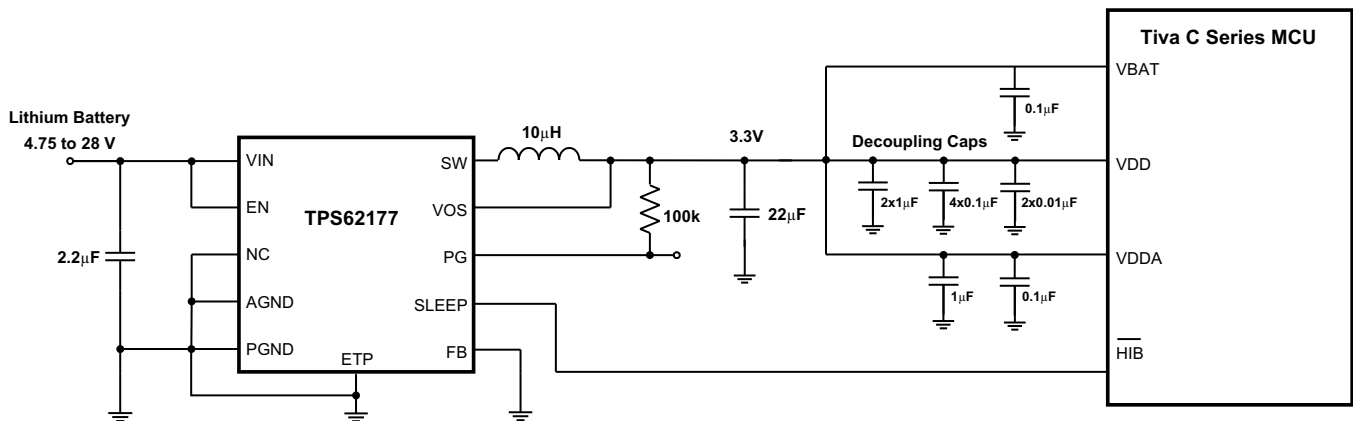 Tiva C Series MCU
VBAT
0.1μF
Lithium Battery
4.75 to 28 V
10μH
3.3V
Decoupling Caps
VIN
SW
VDD
EN
TPS62177
VOS
100k
22μF
2x1μF
4x0.1μF
2x0.01μF
2.2μF
NC
PG
VDDA
AGND
SLEEP
1μF
0.1μF
PGND
ETP
FB
HIB